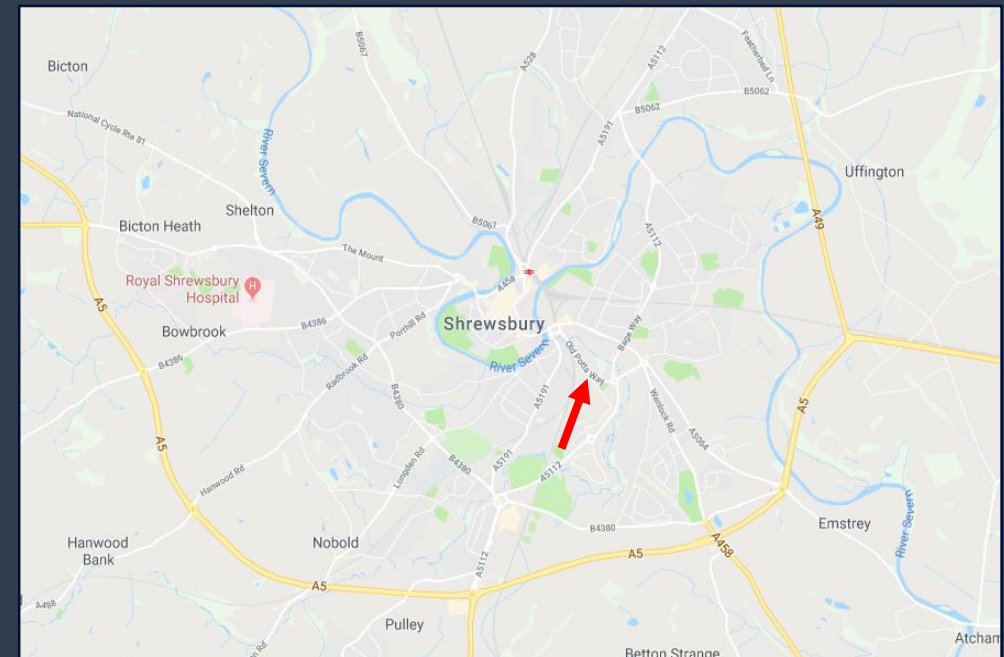 B5067
A528
A5112
Featherbed Ln
B5062
B5062
Bicton
National Cycle Rte 81
River Severn
A5191
Uffington
Shelton
Bicton Heath
B5067
A5112
A49
The Mount
Royal Shrewsbury
Hospital
H
A458
A5
Bowbrook
B4386
Porthill Rd
Shrewsbury
Bage Way
B4386
Radbrook Rd
River Severn
Old Potts Way
B4380
A5191
Wenlock Rd
A5
A5064
A5
Longden Rd
B4380
A5191
A5112
Hanwood Rd
River Severn
Emstrey
B4380
Hanwood
Bank
Nobold
A5
A458
A5112
A5
A488
Pulley
Atcham
Betton Strange